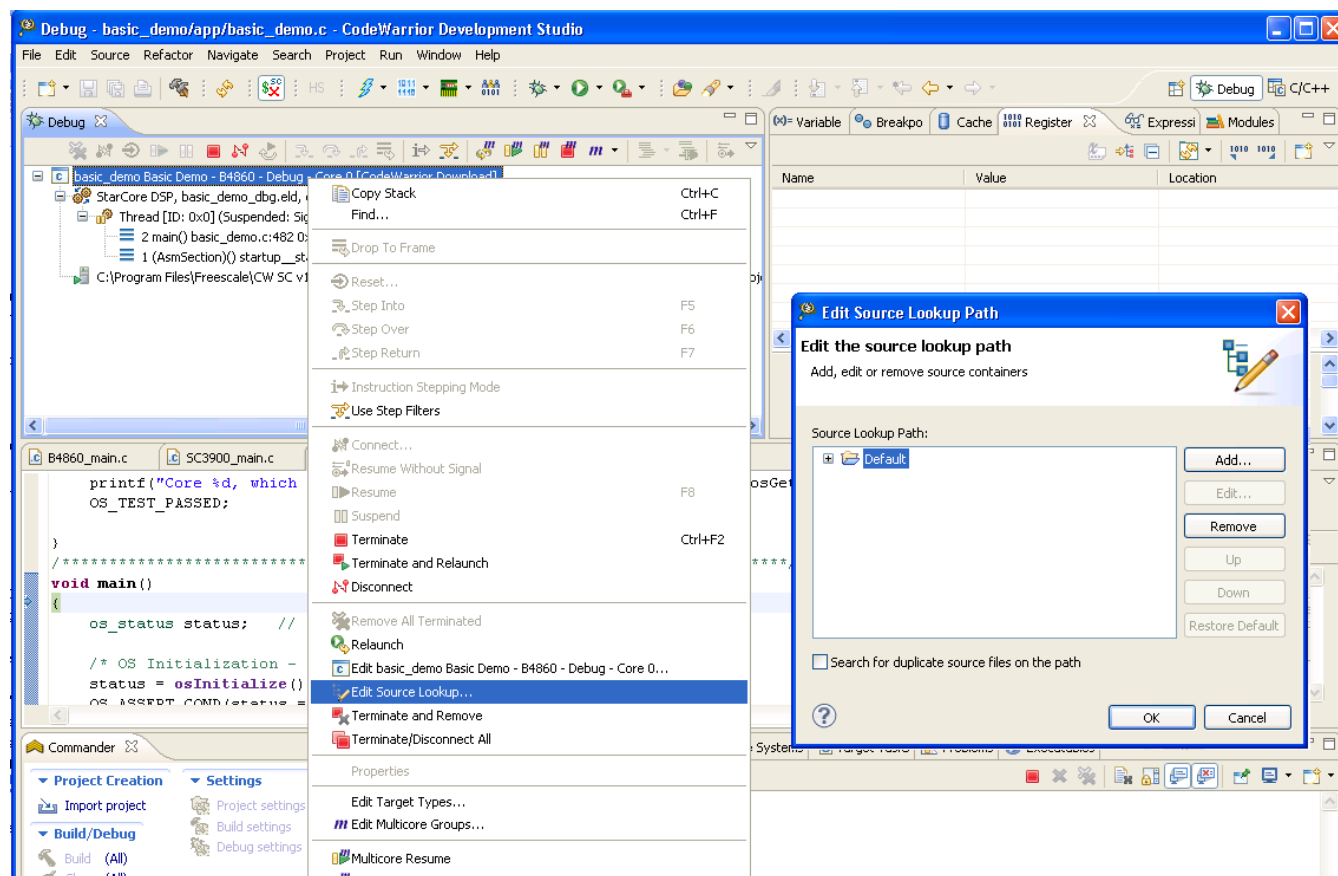 Debug - basic_demo/app/basic_demo.c - CodeWarrior Development Studio
File Edit Source Refactor Navigate Search Project Run Window Help
HS
Debug
C/C++
Debug
(x)= Variable
Breakpo
Cache
Register
Expressi
Modules
basic_demo Basic Demo - B4860 - Debug - Core 0 [CodeWarrior Download]
StarCore DSP, basic_demo_dbg.eld,
Thread [ID: 0x0] (Suspended: Sig
2 main() basic_demo.c:482 0
1 (AsmSection)() startup__st
C:\Program Files\Freescale\CW SC v1
Name Value Location
Copy Stack Ctrl+C
Find... Ctrl+F
Drop To Frame
Reset...
Step Into F5
Step Over F6
Step Return F7
Instruction Stepping Mode
Use Step Filters
Connect...
Resume Without Signal
Resume F8
Suspend
Terminate Ctrl+F2
Terminate and Relaunch
Disconnect
Remove All Terminated
Relaunch
Edit basic_demo Basic Demo - B4860 - Debug - Core 0...
Edit Source Lookup...
Terminate and Remove
Terminate/Disconnect All
Properties
Edit Target Types...
Edit Multicore Groups...
Multicore Resume
Edit Source Lookup Path
Edit the source lookup path
Add, edit or remove source containers
Source Lookup Path:
Default
Add...
Edit...
Remove
Up
Down
Restore Default
Search for duplicate source files on the path
OK Cancel
B4860_main.c
SC3900_main.c
printf("Core %d, which osGet
OS_TEST_PASSED;
}
/***************************
void main()
{
os_status status; //
/* OS Initialization -
status = osInitialize()
OS_ASSERT_COND(status =
Commander
Project Creation
Import project
Build/Debug
Build (All)
(All)
Settings
Project settings
Build settings
Debug settings
Systems